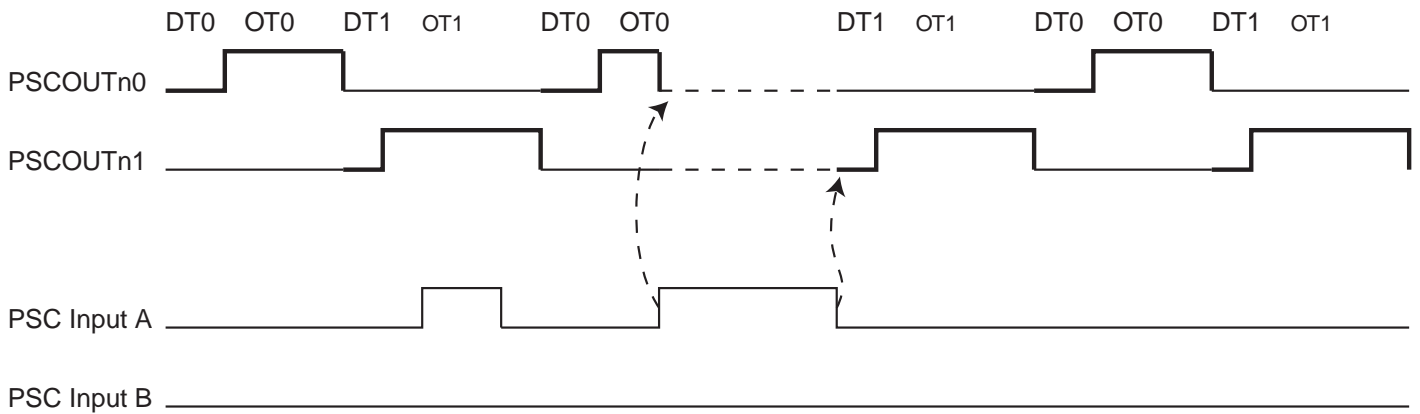 DT0 OT0 DT1 OT1 DT0 OT0 DT1 OT1 DT0 OT0 DT1 OT1
PSCOUTn0
PSCOUTn1
PSC Input A
PSC Input B